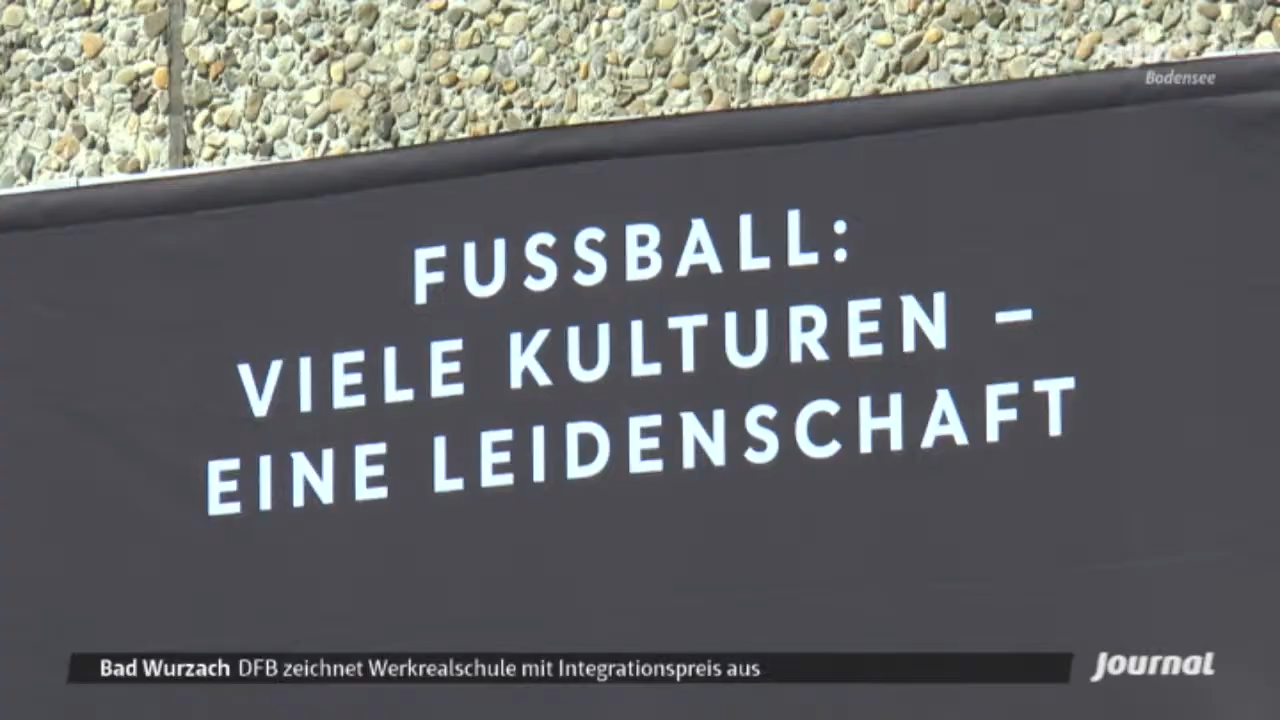 Bodensee
FUSSBALL:
VIELE KULTUREN –
EINE LEIDENSCHAFT
Bad Wurzach DFB zeichnet Werkrealschule mit Integrationspreis aus
Journal